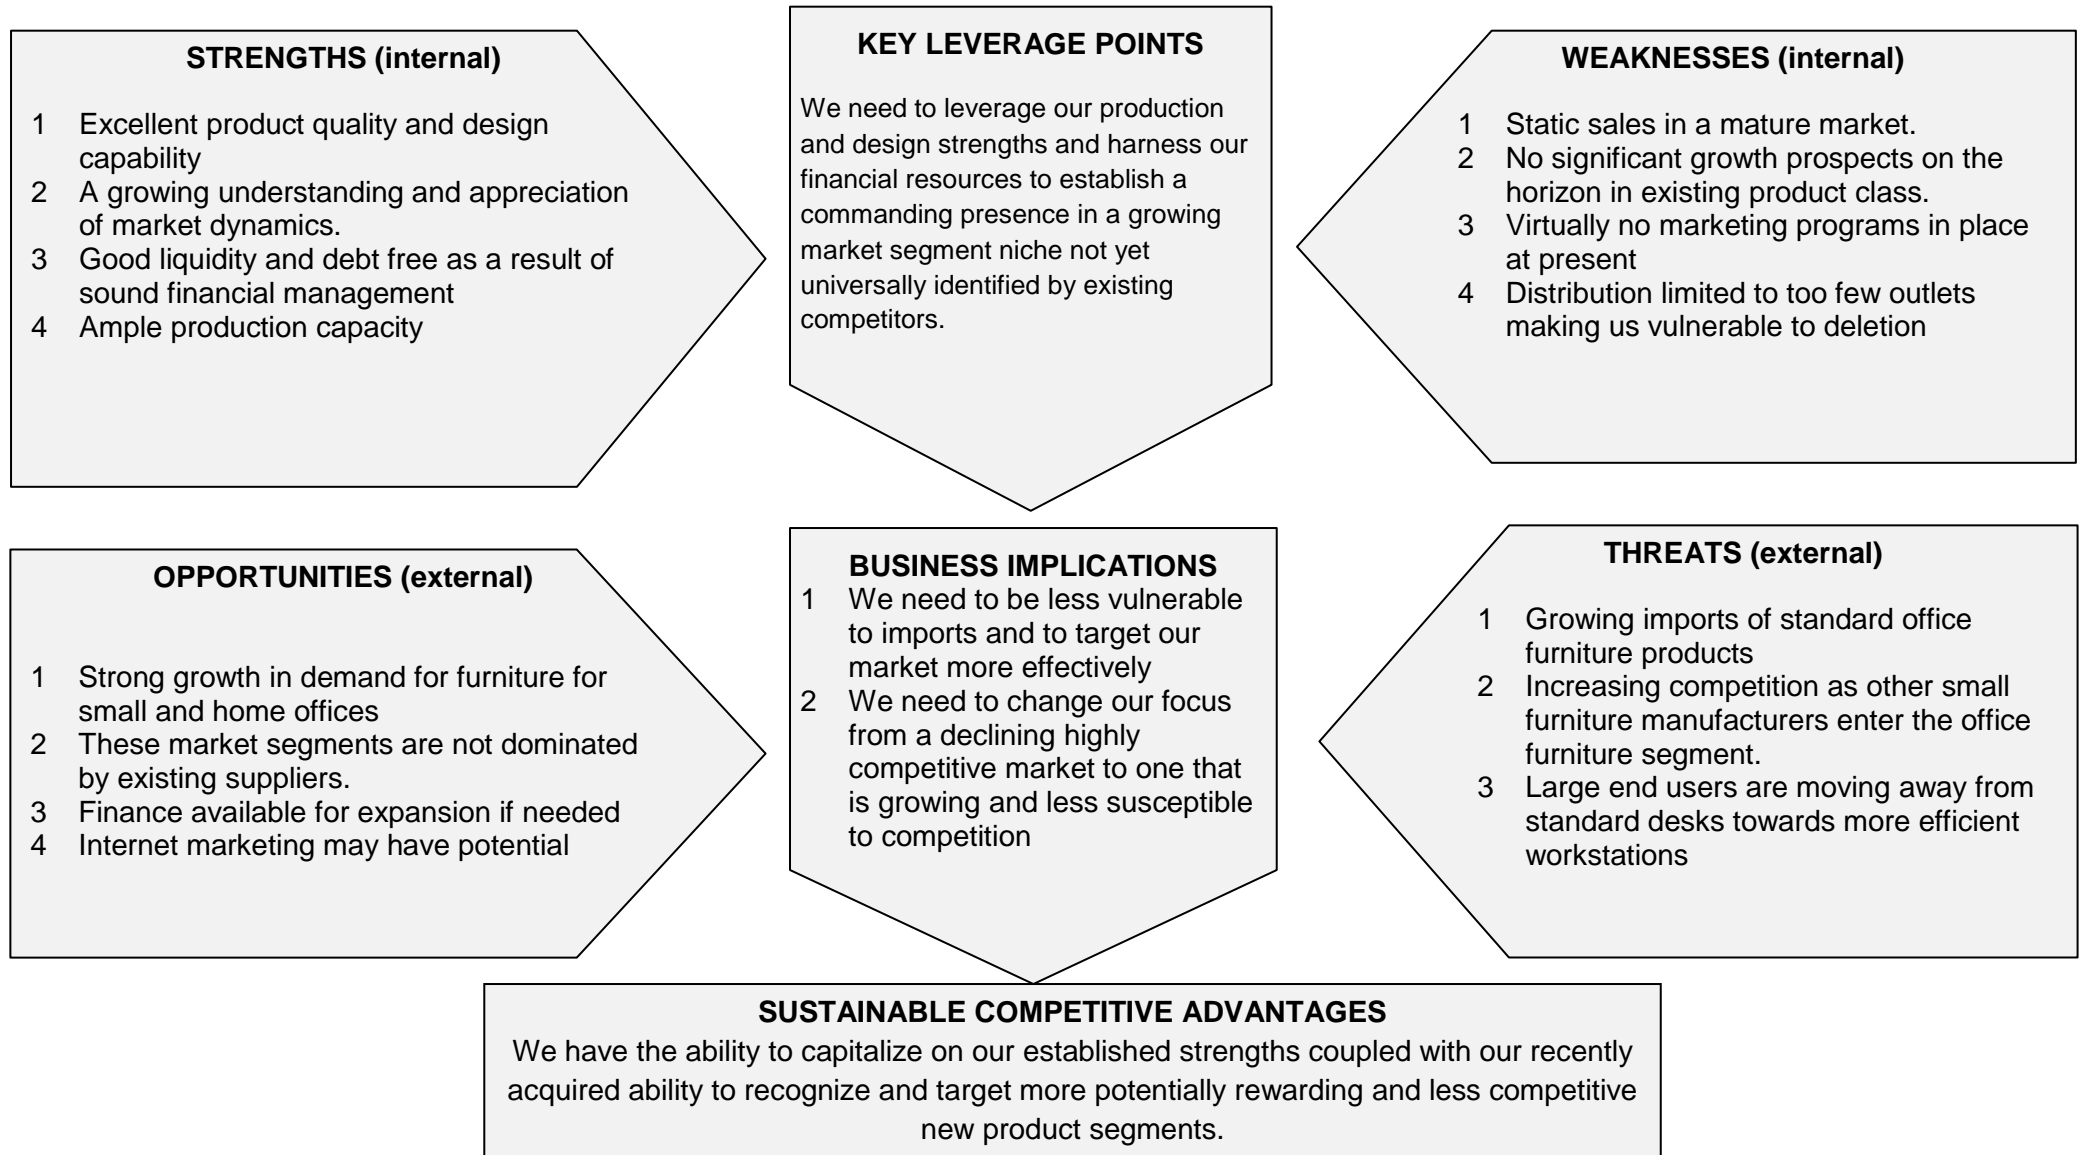 STRENGTHS (internal)
1 Excellent product quality and design
capability
2 A growing understanding and appreciation
of market dynamics.
3 Good liquidity and debt free as a result of
sound financial management
4 Ample production capacity
KEY LEVERAGE POINTS
We need to leverage our production
and design strengths and harness our
financial resources to establish a
commanding presence in a growing
market segment niche not yet
universally identified by existing
competitors.
WEAKNESSES (internal)
1 Static sales in a mature market.
2 No significant growth prospects on the
horizon in existing product class.
3 Virtually no marketing programs in place
at present
4 Distribution limited to too few outlets
making us vulnerable to deletion
OPPORTUNITIES (external)
1 Strong growth in demand for furniture for
small and home offices
2 These market segments are not dominated
by existing suppliers.
3 Finance available for expansion if needed
4 Internet marketing may have potential
BUSINESS IMPLICATIONS
1 We need to be less vulnerable
to imports and to target our
market more effectively
2 We need to change our focus
from a declining highly
competitive market to one that
is growing and less susceptible
to competition
THREATS (external)
1 Growing imports of standard office
furniture products
2 Increasing competition as other small
furniture manufacturers enter the office
furniture segment.
3 Large end users are moving away from
standard desks towards more efficient
workstations
SUSTAINABLE COMPETITIVE ADVANTAGES
We have the ability to capitalize on our established strengths coupled with our recently
acquired ability to recognize and target more potentially rewarding and less competitive
new product segments.